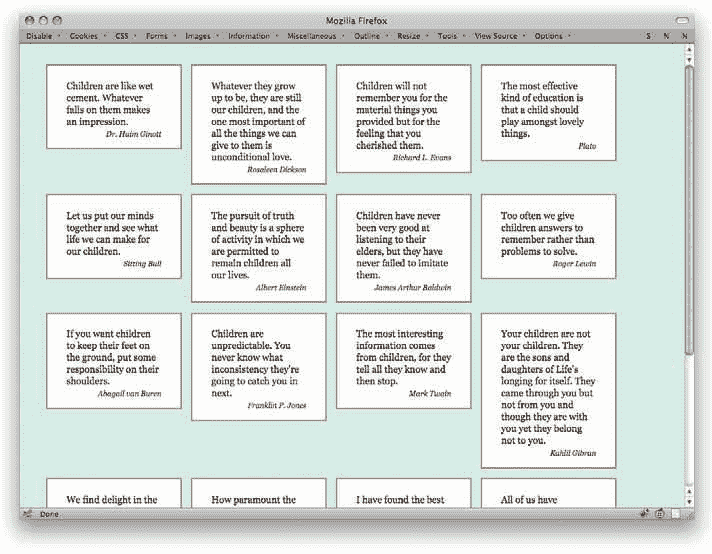 Mozilla Firefox
Disable Cookies CSS Forms Images Information Miscellaneous Outline Resize Tools View Source Options S N N
Children are like wet
cement. Whatever
falls on them makes
an impression.
Dr. Haim Ginott
Whatever they grow
up to be, they are still
our children, and the
one most important of
all the things we can
give to them is
unconditional love.
Rosaleen Dickson
Children will not
remember you for the
material things you
provided but for the
feeling that you
cherished them.
Richard L. Evans
The most effective
kind of education is
that a child should
play amongst lovely
things.
Plato
Let us put our minds
together and see what
life we can make for
our children.
Sitting Bull
The pursuit of truth
and beauty is a sphere
of activity in which we
are permitted to
remain children all
our lives.
Albert Einstein
Children have never
been very good at
listening to their
elders, but they have
never failed to imitate
them.
James Arthur Baldwin
Too often we give
children answers to
remember rather than
problems to solve.
Roger Lewin
If you want children
to keep their feet on
the ground, put some
responsibility on their
shoulders.
Abagail van Buren
Children are
unpredictable. You
never know what
inconsistency they're
going to catch you in
next.
Franklin P. Jones
The most interesting
information comes
from children, for they
tell all they know and
then stop.
Mark Twain
Your children are not
your children. They
are the sons and
daughters of Life's
longing for itself. They
came through you but
not from you and
though they are with
you yet they belong
not to you.
Kahlil Gibran
We find delight in the
How paramount the
I have found the best
All of us have
Done